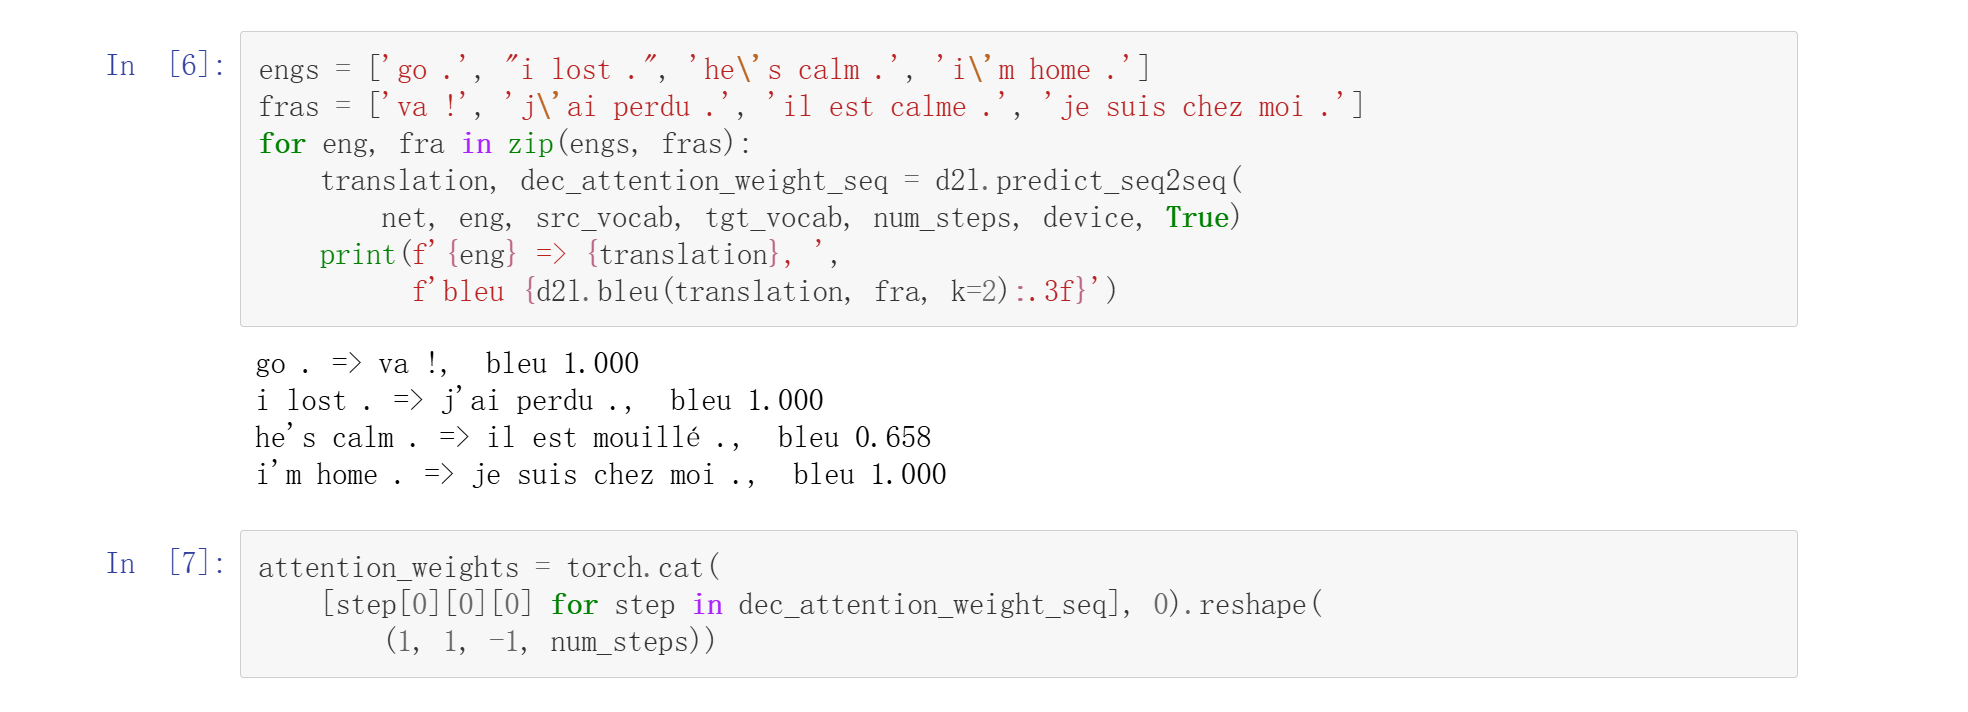 In [6]:
engs = ['go .', "i lost .", 'he\'s calm .', 'i\'m home .']
fras = ['va !', 'j\'ai perdu .', 'il est calme .', 'je suis chez moi .']
for eng, fra in zip(engs, fras):
    translation, dec_attention_weight_seq = d2l.predict_seq2seq(
        net, eng, src_vocab, tgt_vocab, num_steps, device, True)
    print(f'{eng} => {translation}, ',
          f'bleu {d2l.bleu(translation, fra, k=2):.3f}')
go . => va !,  bleu 1.000
i lost . => j'ai perdu .,  bleu 1.000
he's calm . => il est mouillé .,  bleu 0.658
i'm home . => je suis chez moi .,  bleu 1.000
In [7]:
attention_weights = torch.cat(
    [step[0][0][0] for step in dec_attention_weight_seq], 0).reshape(
        (1, 1, -1, num_steps))